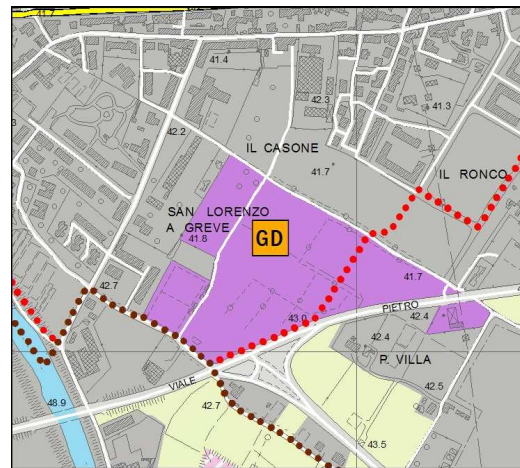 41.7
41.4
42.3
41.3
42.2
IL CASONE
41.7
IL RONCO
SAN LORENZO
A GREVE
41.8
GD
41.7
42.7
43.0
PIETRO
42.4
42.4
P. VILLA
VIALE
42.5
48.9
42.7
43.5